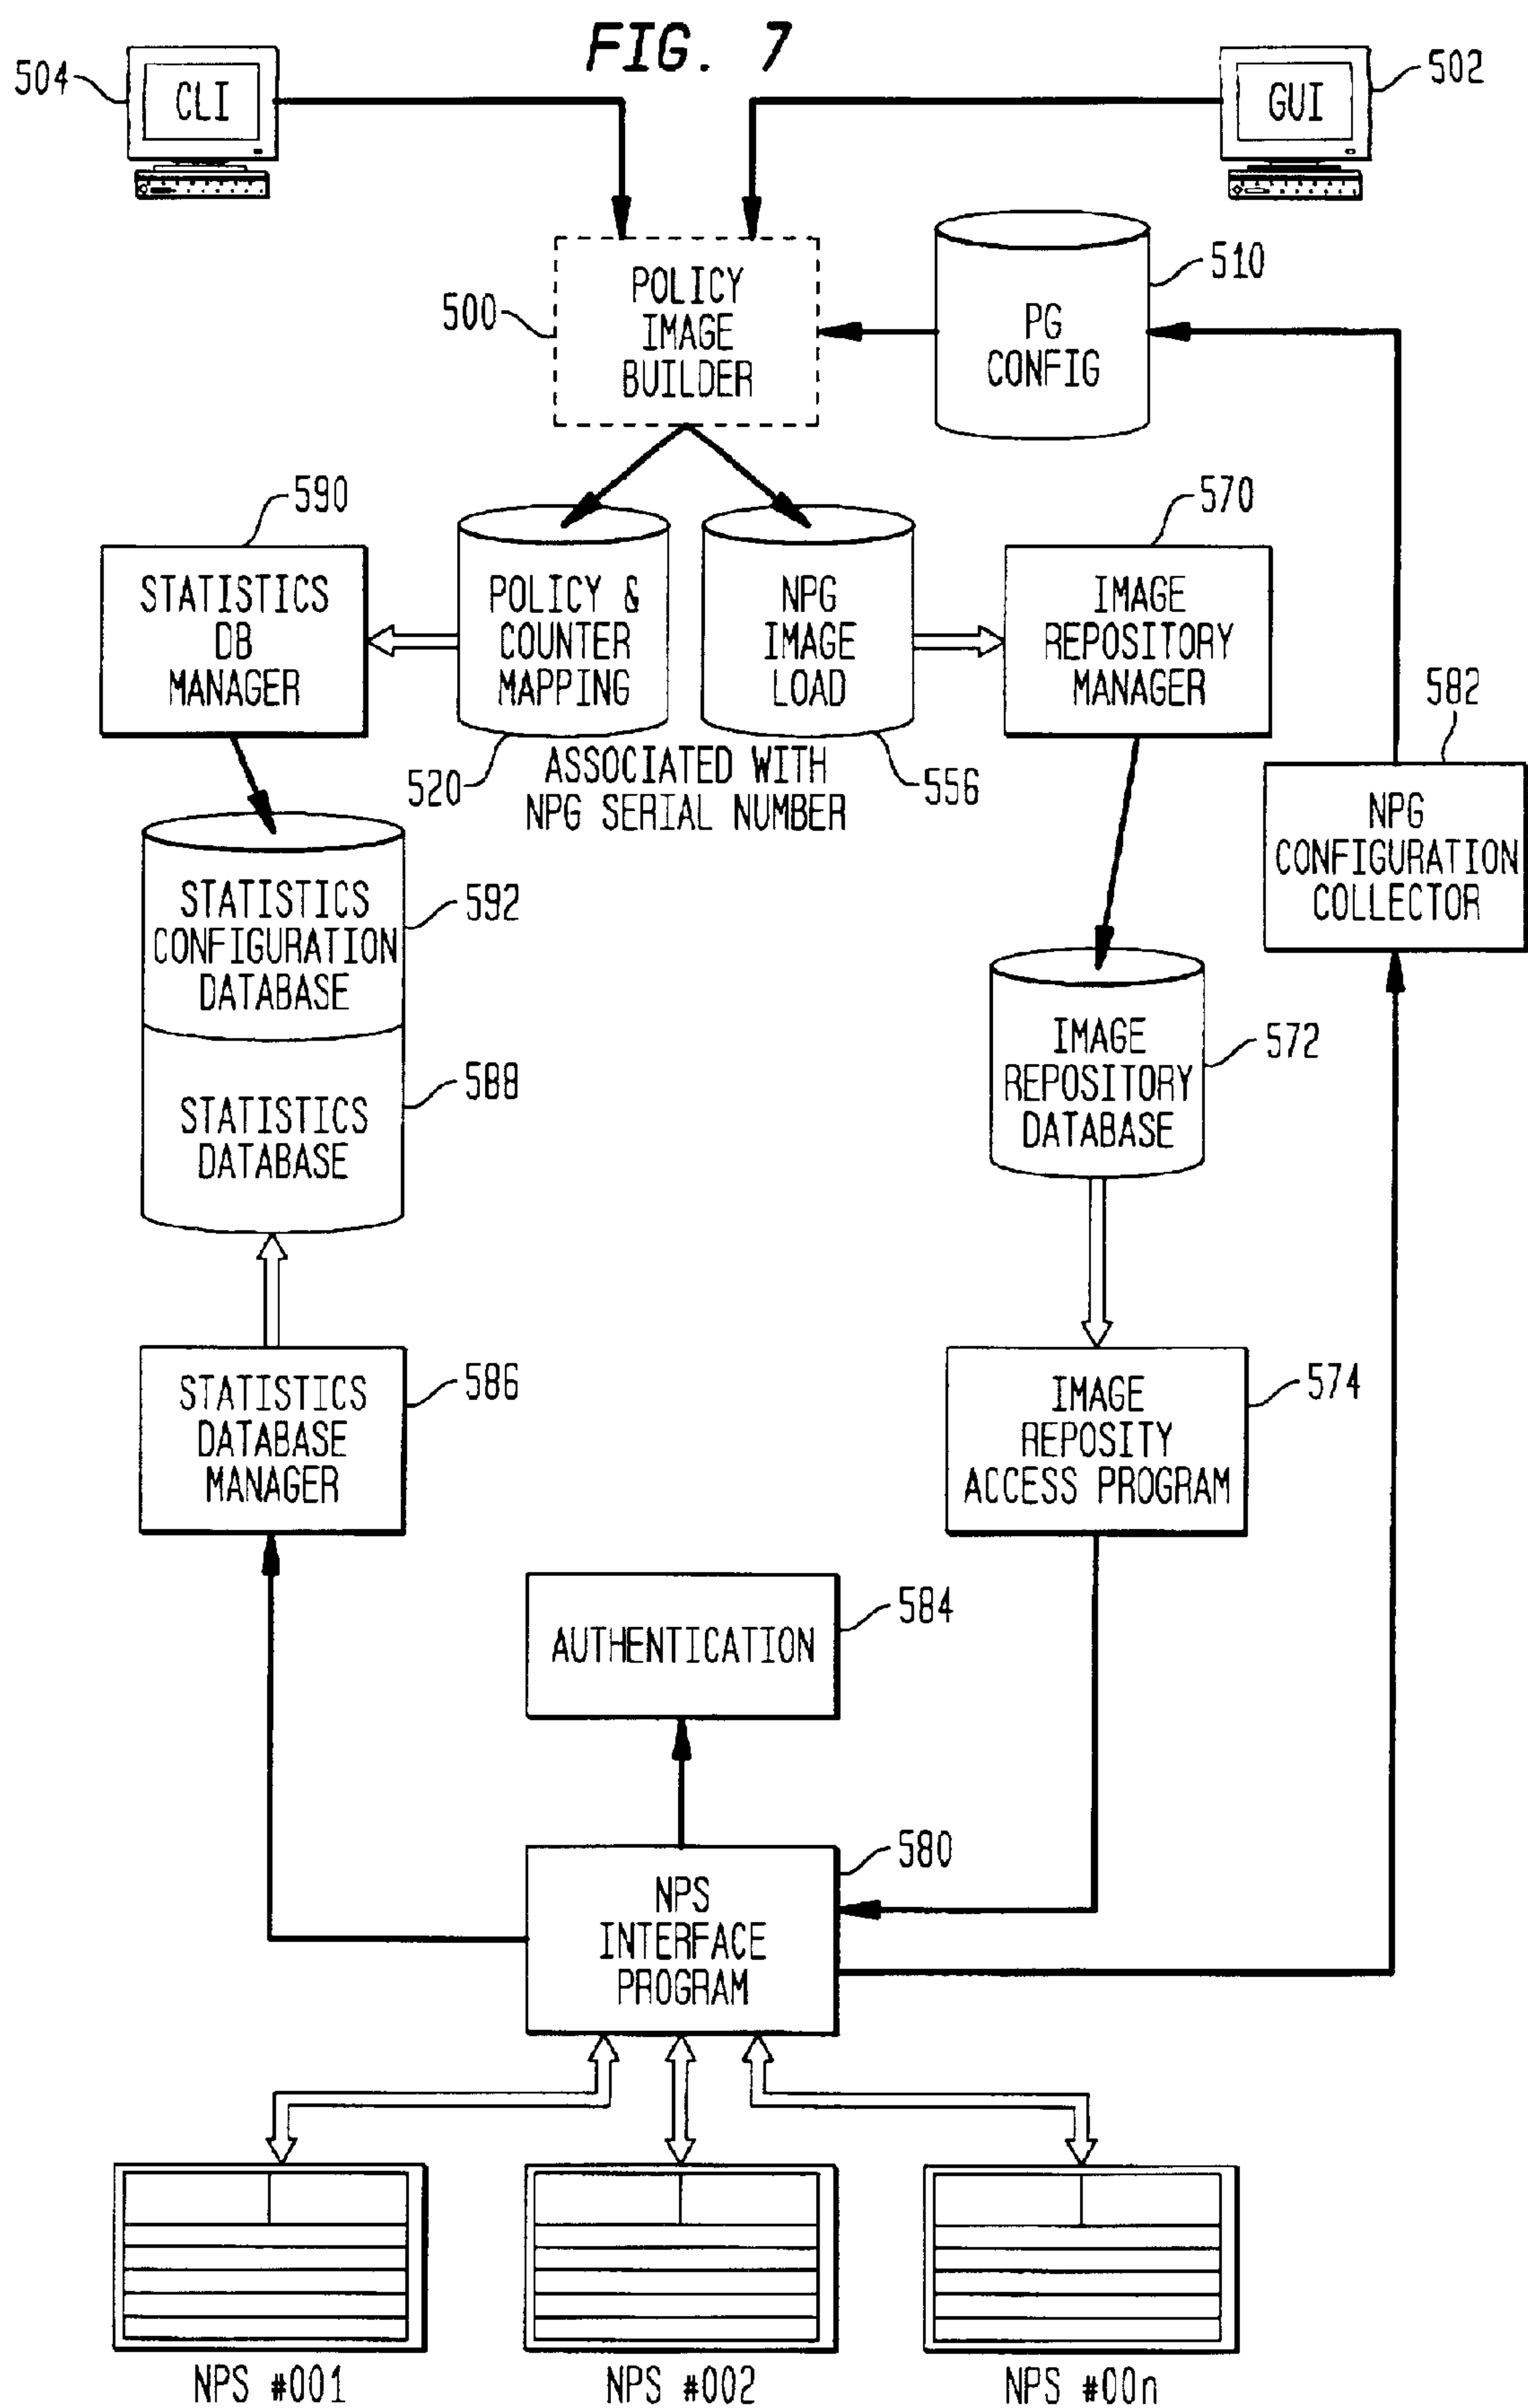 FIG. 7
504
CLI
GUI
502
500
POLICY
IMAGE
BUILDER
510
PG
CONFIG
590
STATISTICS
DB
MANAGER
POLICY &
COUNTER
MAPPING
NPG
IMAGE
LOAD
570
IMAGE
REPOSITORY
MANAGER
520
ASSOCIATED WITH
NPG SERIAL NUMBER
556
582
NPG
CONFIGURATION
COLLECTOR
STATISTICS
CONFIGURATION
DATABASE
592
STATISTICS
DATABASE
588
IMAGE
REPOSITORY
DATABASE
572
STATISTICS
DATABASE
MANAGER
586
IMAGE
REPOSITY
ACCESS PROGRAM
574
AUTHENTICATION
584
NPS
INTERFACE
PROGRAM
580
NPS #001
NPS #002
NPS #00n